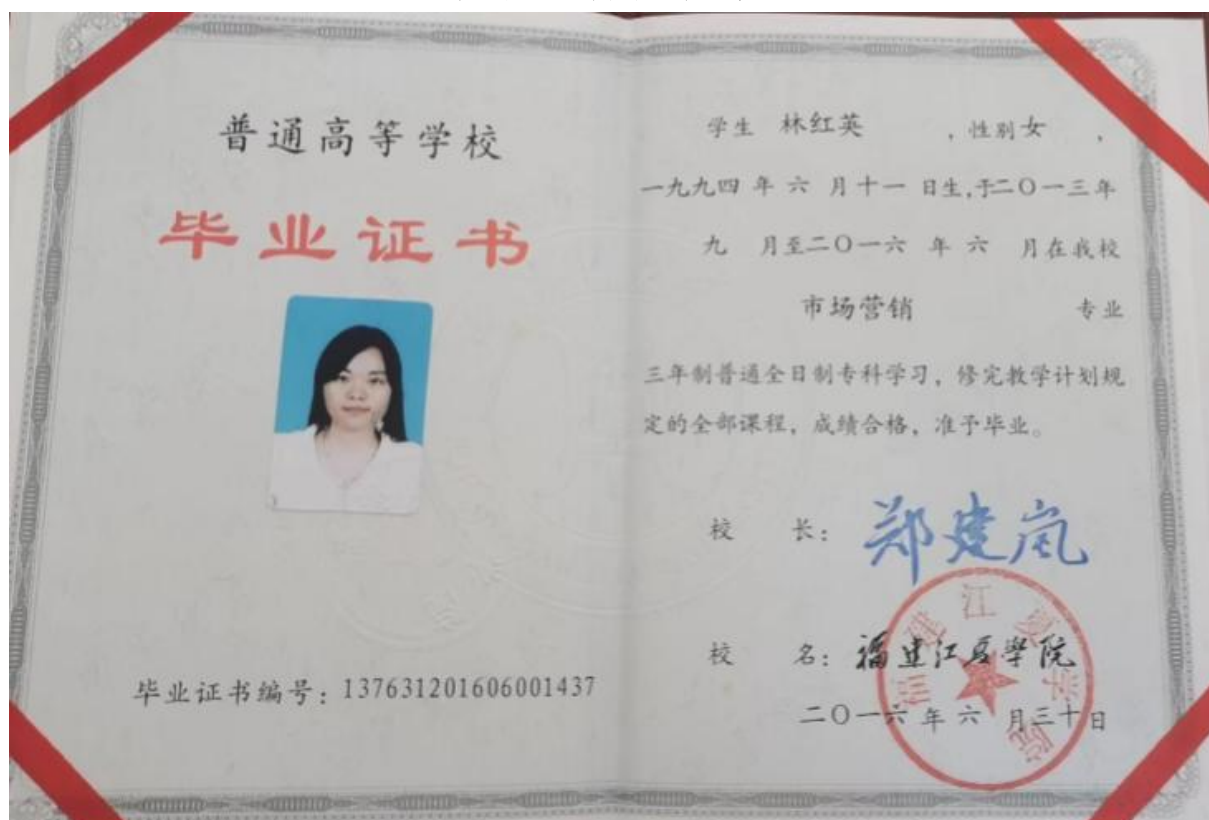 普通高等学校
毕业证书
毕业证书编号：137631201606001437
学生 林红英 ，性别女 ，
一九九四 年 六 月十一 日生，于二〇一三年
九 月至二〇一六 年 六 月在我校
市场营销 专业
三年制普通全日制专科学习，修完教学计划规
定的全部课程，成绩合格，准予毕业。
校 长：郑建岚
校 名：福建江夏學院
二〇一六 年 六 月三十日
福建江夏学院